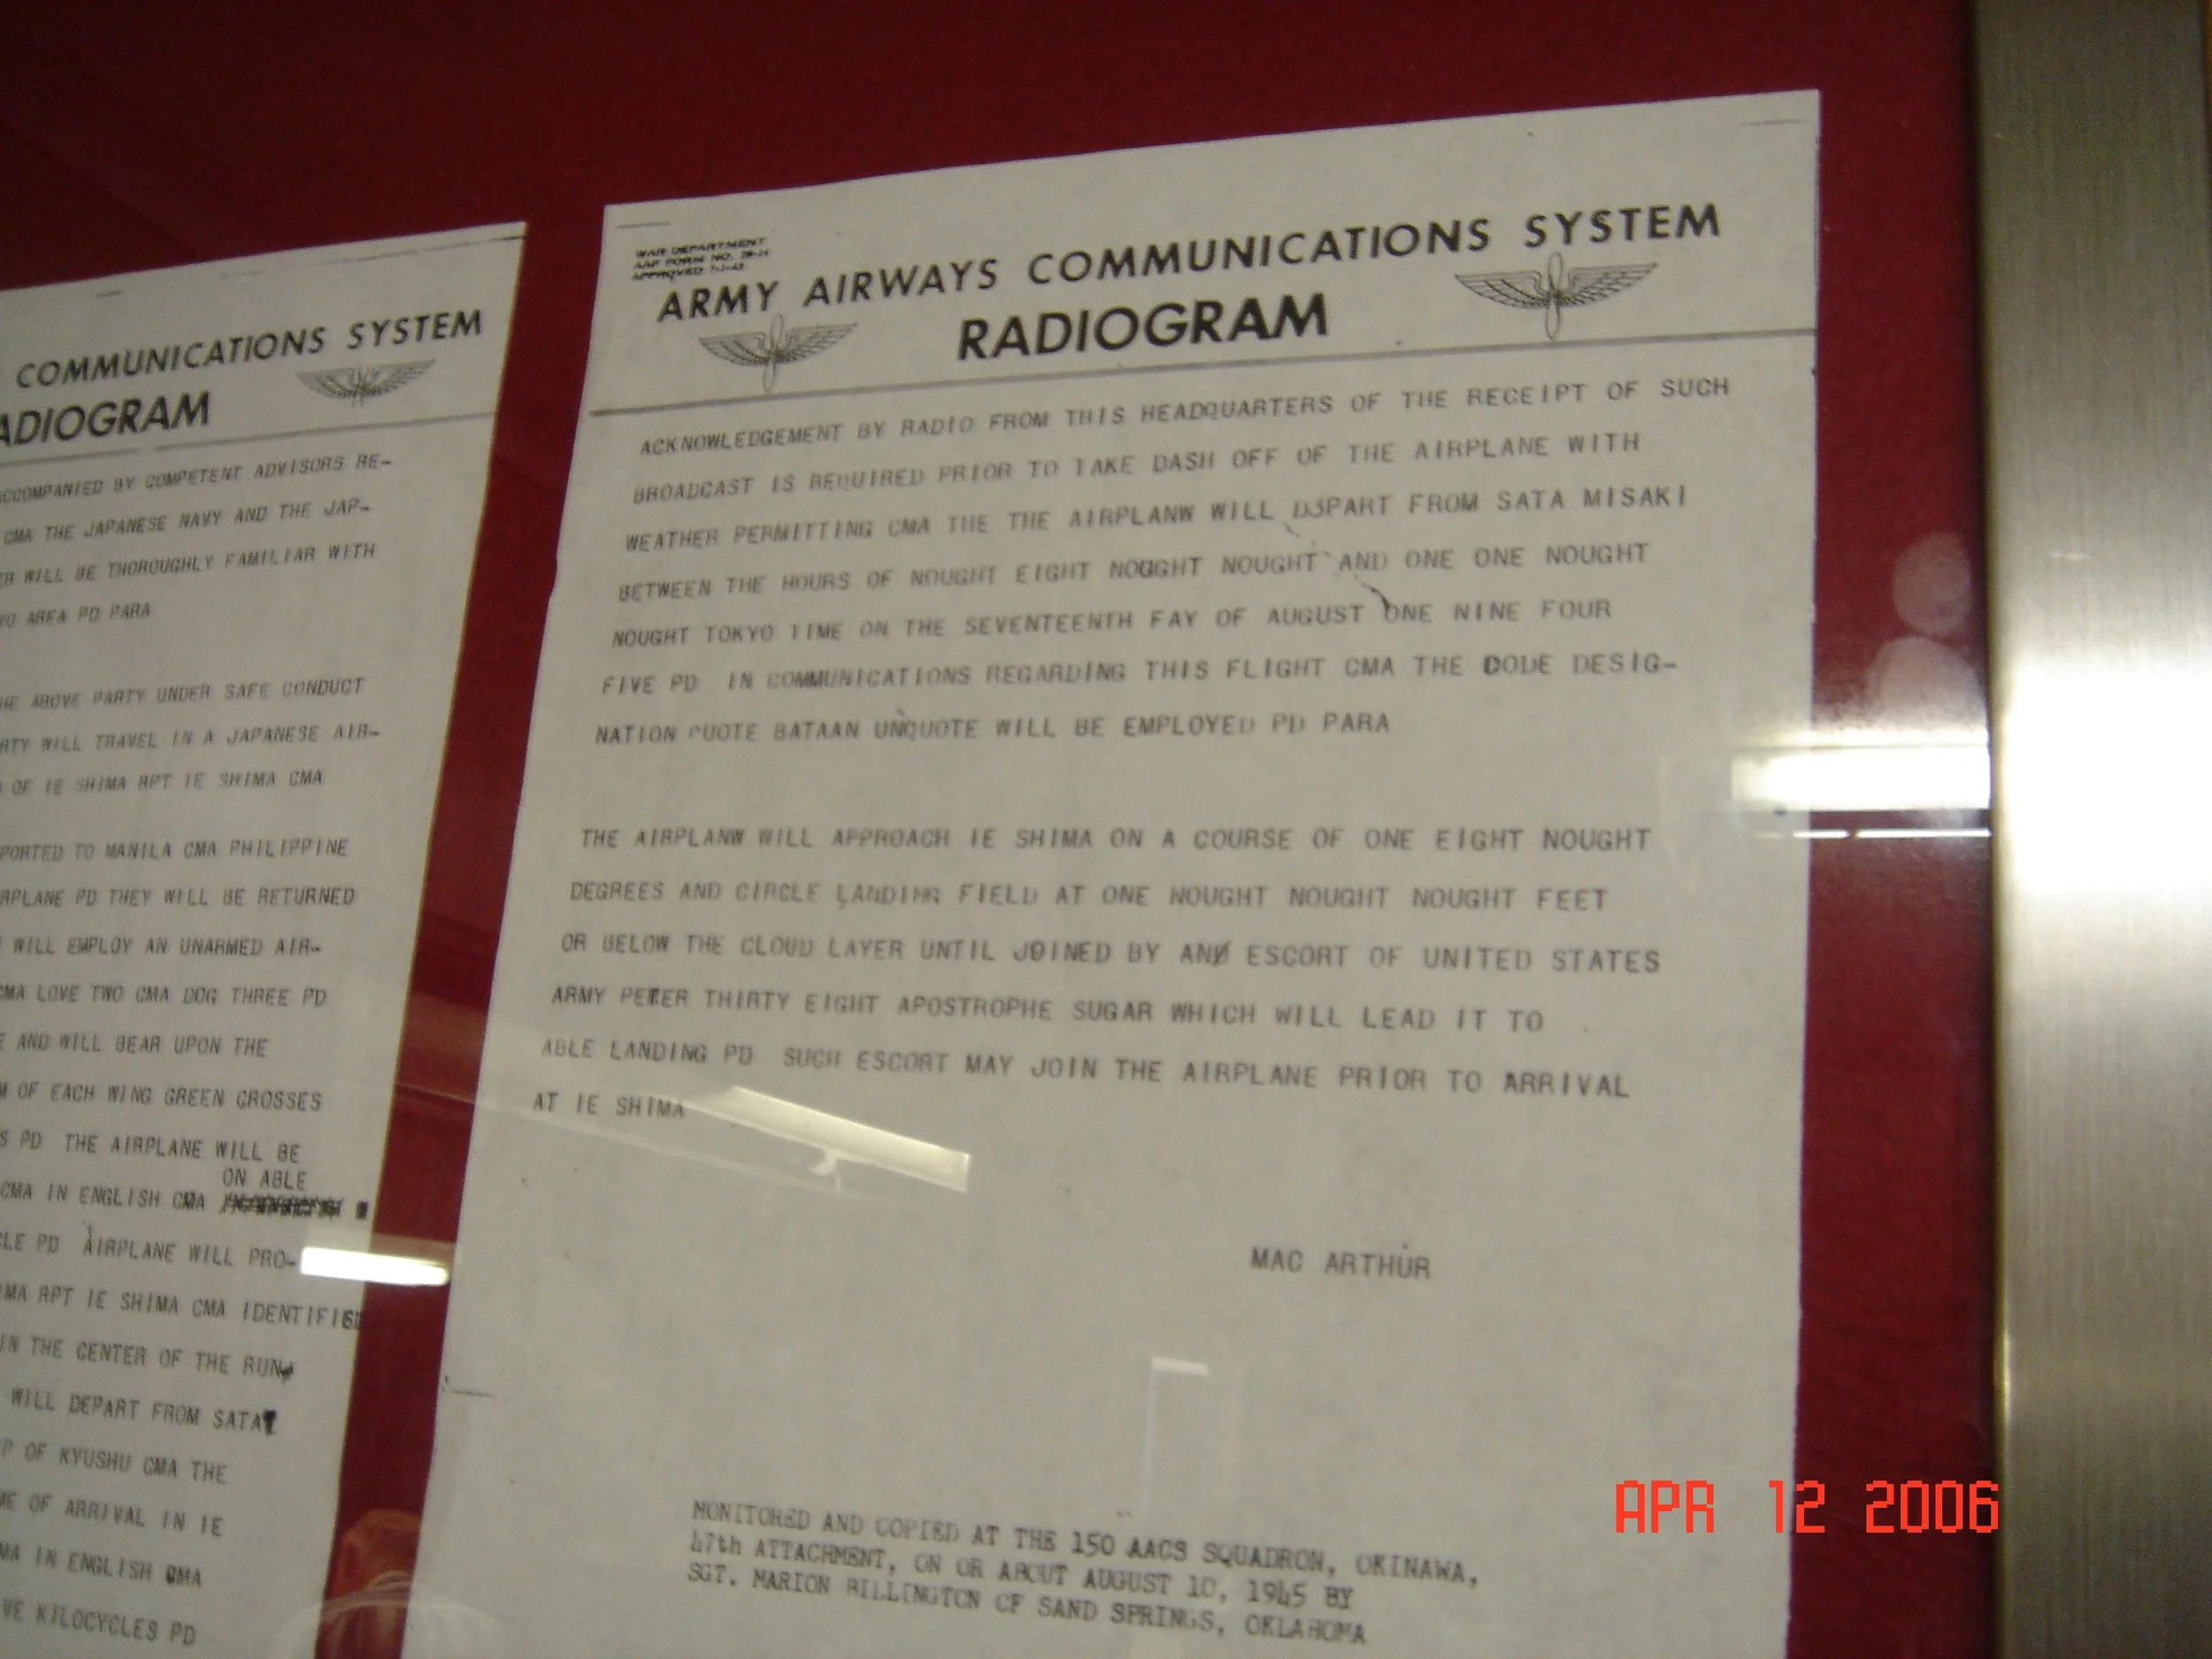 COMMUNICATIONS SYSTEM
ADIOGRAM
ACCOMPANIED BY COMPETENT ADVISORS RE-
CMA THE JAPANESE NAVY AND THE JAP-
ER WILL BE THOROUGHLY FAMILIAR WITH
YO AREA PD PARA
HE ABOVE PARTY UNDER SAFE CONDUCT
RTY WILL TRAVEL IN A JAPANESE AIR-
OF IE SHIMA RPT IE SHIMA CMA
PORTED TO MANILA CMA PHILIPPINE
RPLANE PD THEY WILL BE RETURNED
WILL EMPLOY AN UNARMED AIR-
CMA LOVE TWO CMA DOG THREE PD
E AND WILL BEAR UPON THE
M OF EACH WING GREEN CROSSES
S PD THE AIRPLANE WILL BE
ON ABLE
CMA IN ENGLISH CMA
CLE PD AIRPLANE WILL PRO-
IMA RPT IE SHIMA CMA IDENTIFIED
IN THE CENTER OF THE RUN
WILL DEPART FROM SATA
P OF KYUSHU CMA THE
ME OF ARRIVAL IN IE
MA IN ENGLISH CMA
VE KILOCYCLES PD
WAR DEPARTMENT
AAF FORM NO.
APPROVED
ARMY AIRWAYS COMMUNICATIONS SYSTEM
RADIOGRAM
ACKNOWLEDGEMENT BY RADIO FROM THIS HEADQUARTERS OF THE RECEIPT OF SUCH
BROADCAST IS REQUIRED PRIOR TO TAKE DASH OFF OF THE AIRPLANE WITH
WEATHER PERMITTING CMA THE THE AIRPLANW WILL D3PART FROM SATA MISAKI
BETWEEN THE HOURS OF NOUGHT EIGHT NOUGHT NOUGHT AND ONE ONE NOUGHT
NOUGHT TOKYO TIME ON THE SEVENTEENTH FAY OF AUGUST ONE NINE FOUR
FIVE PD IN COMMUNICATIONS REGARDING THIS FLIGHT CMA THE DODE DESIG-
NATION PUOTE BATAAN UNQUOTE WILL BE EMPLOYED PD PARA
THE AIRPLANW WILL APPROACH IE SHIMA ON A COURSE OF ONE EIGHT NOUGHT
DEGREES AND CIRCLE LANDING FIELD AT ONE NOUGHT NOUGHT NOUGHT FEET
OR BELOW THE CLOUD LAYER UNTIL JOINED BY AN ESCORT OF UNITED STATES
ARMY PETER THIRTY EIGHT APOSTROPHE SUGAR WHICH WILL LEAD IT TO
ABLE LANDING PD SUCH ESCORT MAY JOIN THE AIRPLANE PRIOR TO ARRIVAL
AT IE SHIMA
MAC ARTHUR
MONITORED AND COPIED AT THE 150 AACS SQUADRON, OKINAWA,
47th ATTACHMENT, ON OR ABOUT AUGUST 10, 1945 BY
SGT. MARION BILLINGTON OF SAND SPRINGS, OKLAHOMA
APR 12 2006